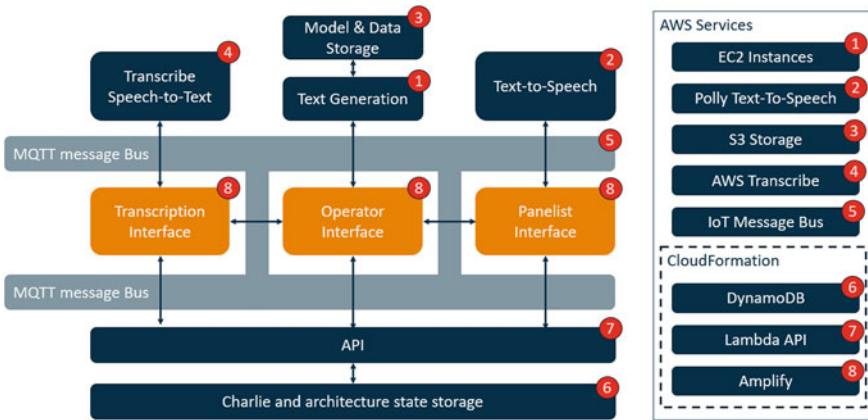 Model & Data
Storage
3
Transcribe
Speech-to-Text
4
Text Generation
1
Text-to-Speech
2
MQTT message Bus
5
Transcription
Interface
8
Operator
Interface
8
Panelist
Interface
8
MQTT message Bus
API
7
Charlie and architecture state storage
6
AWS Services
EC2 Instances
1
Polly Text-To-Speech
2
S3 Storage
3
AWS Transcribe
4
IoT Message Bus
5
CloudFormation
DynamoDB
6
Lambda API
7
Amplify
8